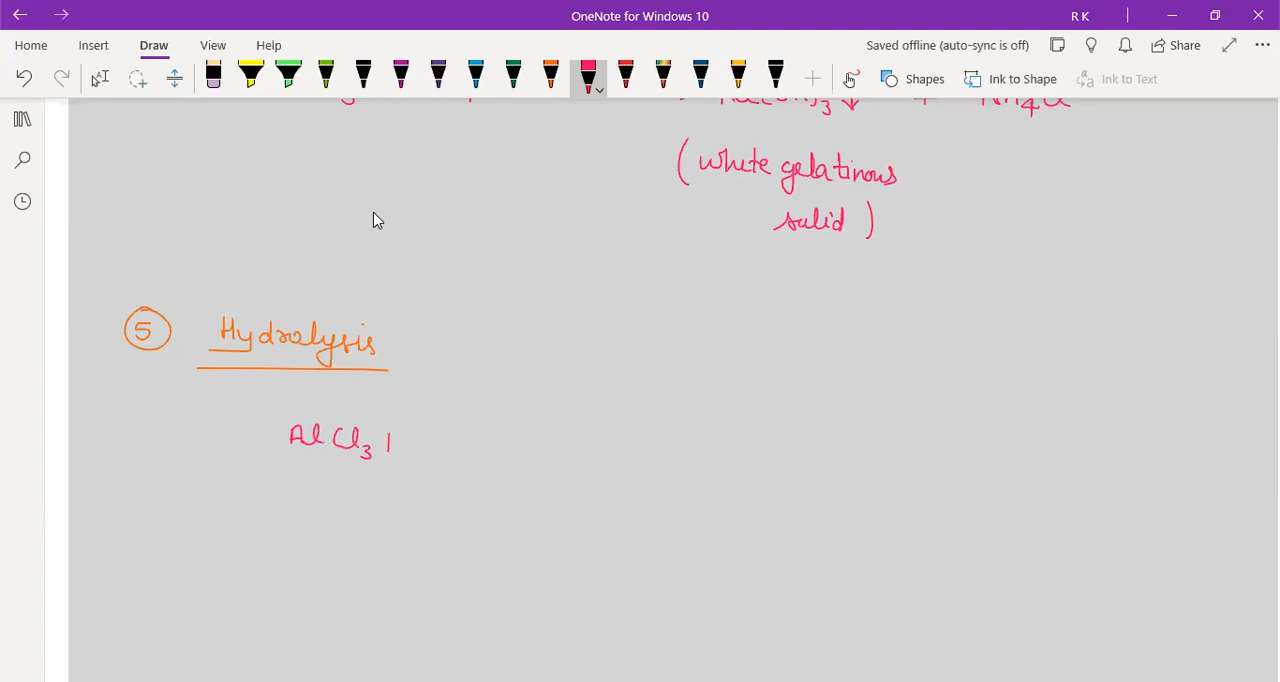 OneNote for Windows 10
R K
Home Insert Draw View Help
Saved offline (auto-sync is off) Share
Shapes Ink to Shape Ink to Text
(white gelatinous
solid)
5 Hydrolysis
AlCl3